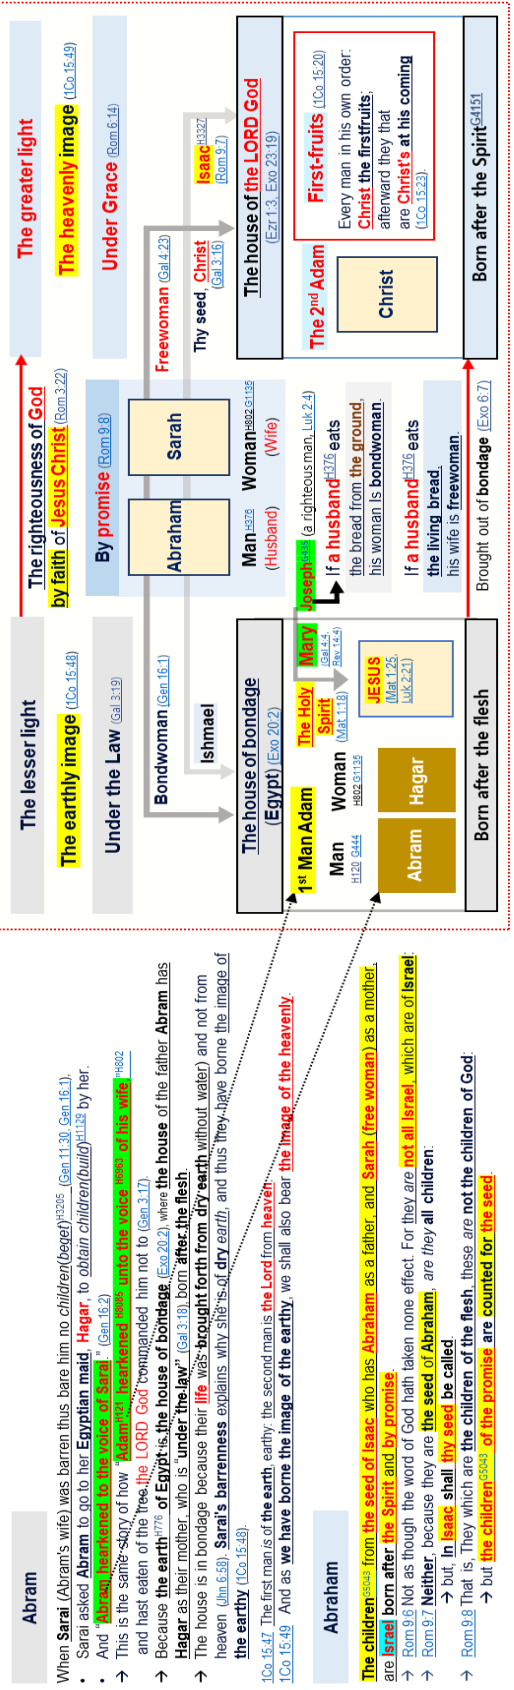 Abram
When Sarai (Abram's wife) was barren thus bare him no children(beget)H3205 (Gen 11:30, Gen 16:1).
• Sarai asked Abram to go to her Egyptian maid, Hagar, to obtain children(build)H1129 by her.
• And "Abram hearkened to the voice of Sarai." (Gen 16:2)
→ This is the same story of how "AdamH121 hearkened H8085 unto the voice H6963 of his wife,"H802
and hast eaten of the tree the LORD God commanded him not to (Gen 3:17).
→ Because the earthH776 of Egypt is the house of bondage (Exo 20:2), where the house of the father Abram has
Hagar as their mother, who is "under the law" (Gal 3:18) born after the flesh.
→ The house is in bondage because their life was brought forth from dry earth without water) and not from
heaven (Jhn 6:58). Sarai's barrenness explains why she is of dry earth, and thus they have borne the image of
the earthy (1Co 15:48).
1Co 15:47 The first man is of the earth, earthy: the second man is the Lord from heaven.
1Co 15:49 And as we have borne the image of the earthy, we shall also bear the image of the heavenly.
Abraham
The childrenG5043 from the seed of Isaac who has Abraham as a father, and Sarah (free woman) as a mother,
are Israel born after the Spirit and by promise.
→ Rom 9:6 Not as though the word of God hath taken none effect. For they are not all Israel, which are of Israel:
→ Rom 9:7 Neither, because they are the seed of Abraham, are they all children:
→ but, In Isaac shall thy seed be called.
→ Rom 9:8 That is, They which are the children of the flesh, these are not the children of God:
→ but the childrenG5043 of the promise are counted for the seed.
The lesser light
The righteousness of God
by faith of Jesus Christ (Rom 3:22)
The greater light
The earthly image (1Co 15:48)
The heavenly image (1Co 15:49)
Under the Law (Gal 3:19)
By promise (Rom 9:8)
Under Grace (Rom 6:14)
Bondwoman (Gen 16:1)
Abraham
Sarah
Freewoman (Gal 4:23)
Ishmael
Thy seed, Christ
(Gal 3:16)
IsaacH3327
(Rom 9:7)
ManH376
(Husband)
WomanH802 G1135
(Wife)
The house of bondage
(Egypt) (Exo 20:2)
The house of the LORD God
(Ezr 1:3, Exo 23:19)
1st Man Adam
The Holy
Spirit
(Mat 1:18)
Mary
(Gal 4:4,
Rev 14:4)
JosephG435 (a righteous man, Luk 2:4)
If a husbandH376 eats
the bread from the ground,
his woman Is bondwoman.
If a husbandH376 eats
the living bread,
his wife is freewoman.
Man
H120 G444
Woman
H802 G1135
Abram
Hagar
JESUS
(Mat 1:25,
Luk 2:21)
The 2nd Adam
Christ
First-fruits (1Co 15:20)
Every man in his own order:
Christ the firstfruits;
afterward they that
are Christ's at his coming
(1Co 15:23).
Born after the flesh
Brought out of bondage (Exo 6:7)
Born after the SpiritG4151